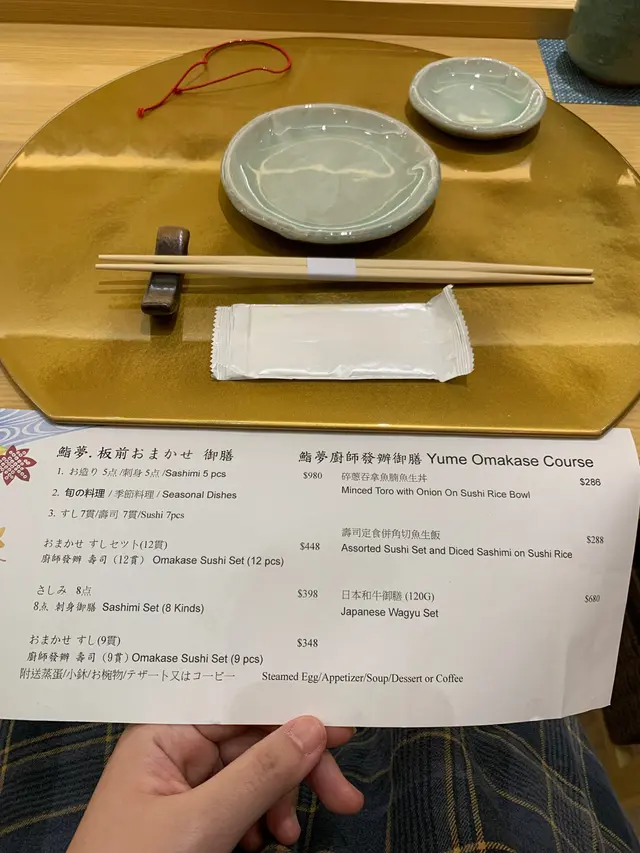 鮨夢.板前おまかせ 御膳
1. お造り 5点/刺身 5点/Sashimi 5 pcs $980
2. 旬の料理 / 季節料理 / Seasonal Dishes
3. すし7貫/壽司 7貫/Sushi 7pcs
おまかせ すしセツト(12貫) $448
廚師發辦 壽司 (12貫) Omakase Sushi Set (12 pcs)
さしみ 8点 $398
8点 刺身御膳 Sashimi Set (8 Kinds)
おまかせ すし(9貫) $348
廚師發辦 壽司 (9貫) Omakase Sushi Set (9 pcs)
附送蒸蛋/小鉢/お椀物/テザート又はコーピー Steamed Egg/Appetizer/Soup/Dessert or Coffee
鮨夢廚師發辦御膳 Yume Omakase Course
碎蔥吞拿魚腩魚生丼 $286
Minced Toro with Onion On Sushi Rice Bowl
壽司定食併角切魚生飯 $288
Assorted Sushi Set and Diced Sashimi on Sushi Rice
日本和牛御膳 (120G) $680
Japanese Wagyu Set